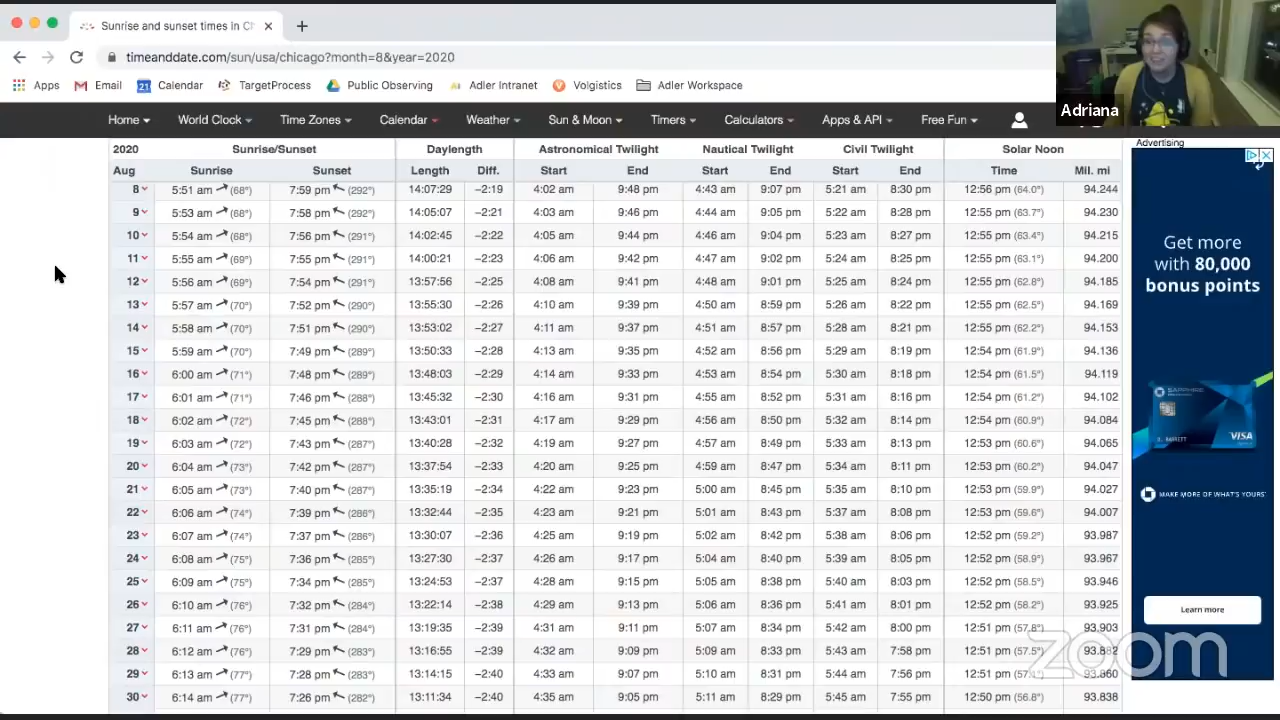 Sunrise and sunset times in Ch
timeanddate.com/sun/usa/chicago?month=8&year=2020
Apps Email Calendar TargetProcess Public Observing Adler Intranet Volgistics Adler Workspace
Adriana
Home World Clock Time Zones Calendar Weather Sun & Moon Timers Calculators Apps & API Free Fun
2020 Sunrise/Sunset Daylength Astronomical Twilight Nautical Twilight Civil Twilight Solar Noon
Aug Sunrise Sunset Length Diff. Start End Start End Start End Time Mil. mi
8 5:51 am (68°) 7:59 pm (292°) 14:07:29 −2:19 4:02 am 9:48 pm 4:43 am 9:07 pm 5:21 am 8:30 pm 12:56 pm (64.0°) 94.244
9 5:53 am (68°) 7:58 pm (292°) 14:05:07 −2:21 4:03 am 9:46 pm 4:44 am 9:05 pm 5:22 am 8:28 pm 12:55 pm (63.7°) 94.230
10 5:54 am (68°) 7:56 pm (291°) 14:02:45 −2:22 4:05 am 9:44 pm 4:46 am 9:04 pm 5:23 am 8:27 pm 12:55 pm (63.4°) 94.215
11 5:55 am (69°) 7:55 pm (291°) 14:00:21 −2:23 4:06 am 9:42 pm 4:47 am 9:02 pm 5:24 am 8:25 pm 12:55 pm (63.1°) 94.200
12 5:56 am (69°) 7:54 pm (291°) 13:57:56 −2:25 4:08 am 9:41 pm 4:48 am 9:01 pm 5:25 am 8:24 pm 12:55 pm (62.8°) 94.185
13 5:57 am (70°) 7:52 pm (290°) 13:55:30 −2:26 4:10 am 9:39 pm 4:50 am 8:59 pm 5:26 am 8:22 pm 12:55 pm (62.5°) 94.169
14 5:58 am (70°) 7:51 pm (290°) 13:53:02 −2:27 4:11 am 9:37 pm 4:51 am 8:57 pm 5:28 am 8:21 pm 12:55 pm (62.2°) 94.153
15 5:59 am (70°) 7:49 pm (289°) 13:50:33 −2:28 4:13 am 9:35 pm 4:52 am 8:56 pm 5:29 am 8:19 pm 12:54 pm (61.9°) 94.136
16 6:00 am (71°) 7:48 pm (289°) 13:48:03 −2:29 4:14 am 9:33 pm 4:53 am 8:54 pm 5:30 am 8:18 pm 12:54 pm (61.5°) 94.119
17 6:01 am (71°) 7:46 pm (288°) 13:45:32 −2:30 4:16 am 9:31 pm 4:55 am 8:52 pm 5:31 am 8:16 pm 12:54 pm (61.2°) 94.102
18 6:02 am (72°) 7:45 pm (288°) 13:43:01 −2:31 4:17 am 9:29 pm 4:56 am 8:50 pm 5:32 am 8:14 pm 12:54 pm (60.9°) 94.084
19 6:03 am (72°) 7:43 pm (287°) 13:40:28 −2:32 4:19 am 9:27 pm 4:57 am 8:49 pm 5:33 am 8:13 pm 12:53 pm (60.6°) 94.065
20 6:04 am (73°) 7:42 pm (287°) 13:37:54 −2:33 4:20 am 9:25 pm 4:59 am 8:47 pm 5:34 am 8:11 pm 12:53 pm (60.2°) 94.047
21 6:05 am (73°) 7:40 pm (287°) 13:35:19 −2:34 4:22 am 9:23 pm 5:00 am 8:45 pm 5:35 am 8:10 pm 12:53 pm (59.9°) 94.027
22 6:06 am (74°) 7:39 pm (286°) 13:32:44 −2:35 4:23 am 9:21 pm 5:01 am 8:43 pm 5:37 am 8:08 pm 12:53 pm (59.6°) 94.007
23 6:07 am (74°) 7:37 pm (286°) 13:30:07 −2:36 4:25 am 9:19 pm 5:02 am 8:42 pm 5:38 am 8:06 pm 12:52 pm (59.2°) 93.987
24 6:08 am (75°) 7:36 pm (285°) 13:27:30 −2:37 4:26 am 9:17 pm 5:04 am 8:40 pm 5:39 am 8:05 pm 12:52 pm (58.9°) 93.967
25 6:09 am (75°) 7:34 pm (285°) 13:24:53 −2:37 4:28 am 9:15 pm 5:05 am 8:38 pm 5:40 am 8:03 pm 12:52 pm (58.5°) 93.946
26 6:10 am (76°) 7:32 pm (284°) 13:22:14 −2:38 4:29 am 9:13 pm 5:06 am 8:36 pm 5:41 am 8:01 pm 12:52 pm (58.2°) 93.925
27 6:11 am (76°) 7:31 pm (284°) 13:19:35 −2:39 4:31 am 9:11 pm 5:07 am 8:34 pm 5:42 am 8:00 pm 12:51 pm (57.8°) 93.903
28 6:12 am (76°) 7:29 pm (283°) 13:16:55 −2:39 4:32 am 9:09 pm 5:09 am 8:33 pm 5:43 am 7:58 pm 12:51 pm (57.5°) 93.882
29 6:13 am (77°) 7:28 pm (283°) 13:14:15 −2:40 4:33 am 9:07 pm 5:10 am 8:31 pm 5:44 am 7:56 pm 12:51 pm 93.860
30 6:14 am (77°) 7:26 pm (282°) 13:11:34 −2:40 4:35 am 9:05 pm 5:11 am 8:29 pm 5:45 am 7:55 pm 12:50 pm (56.8°) 93.838
Advertising
Get more
with 80,000
bonus points
SAPPHIRE
VISA
MAKE MORE OF WHAT'S YOURS
Learn more
zoom